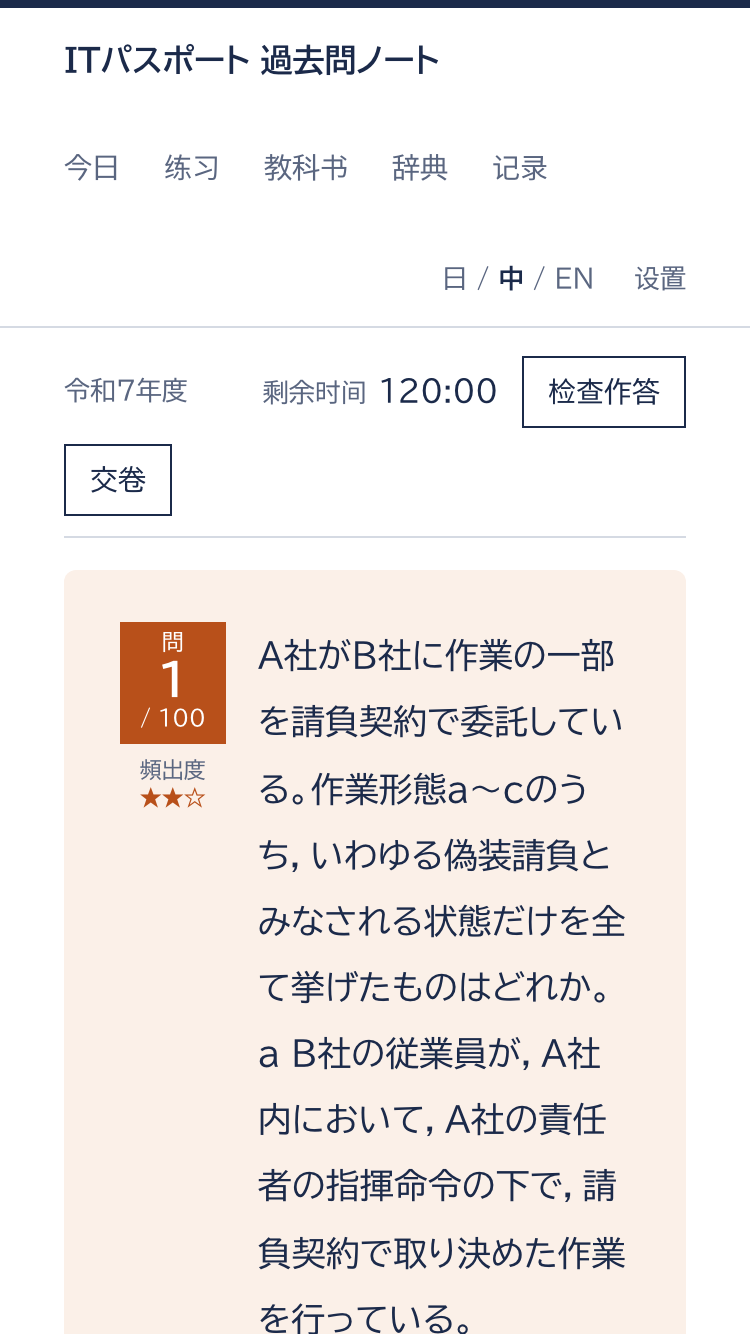 ITパスポート 過去問ノート
今日 练习 教科书 辞典 记录
日 / 中 / EN 设置
令和7年度 剩余时间 120:00 检查作答
交卷
問
1
/ 100
頻出度
★★☆
A社がB社に作業の一部
を請負契約で委託してい
る。作業形態a～cのう
ち，いわゆる偽装請負と
みなされる状態だけを全
て挙げたものはどれか。
a B社の従業員が，A社
内において，A社の責任
者の指揮命令の下で，請
負契約で取り決めた作業
を行っている。